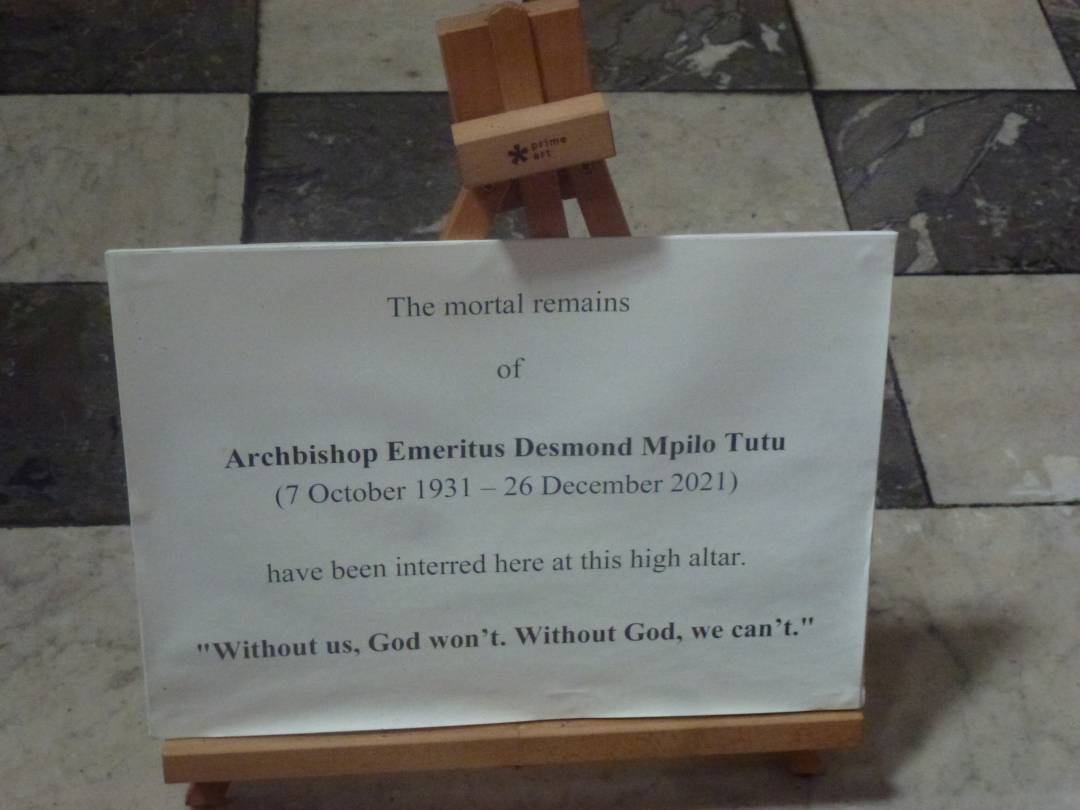 prime
art
The mortal remains
of
Archbishop Emeritus Desmond Mpilo Tutu
(7 October 1931 – 26 December 2021)
have been interred here at this high altar.
"Without us, God won’t. Without God, we can’t."